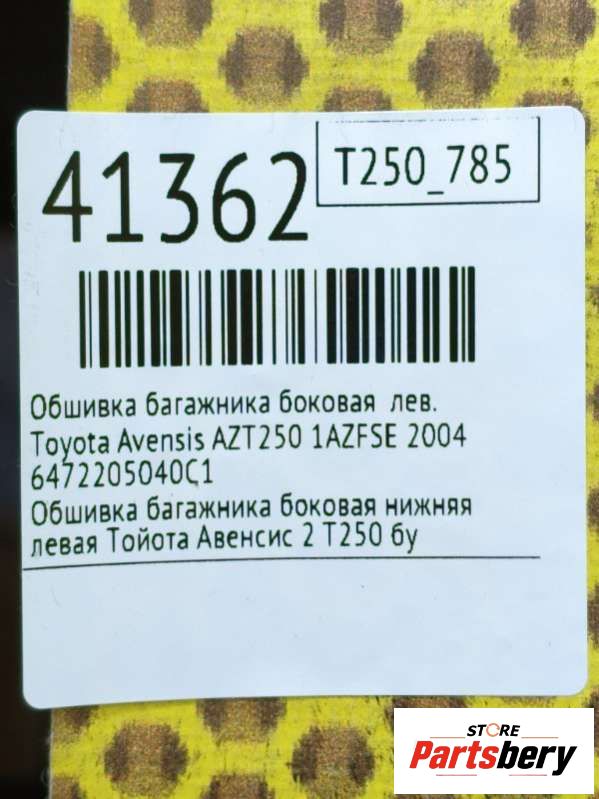 41362
T250_785
Обшивка багажника боковая лев.
Toyota Avensis AZT250 1AZFSE 2004
6472205040C1
Обшивка багажника боковая нижняя
левая Тойота Авенсис 2 Т250 бу
STORE
Partsbery